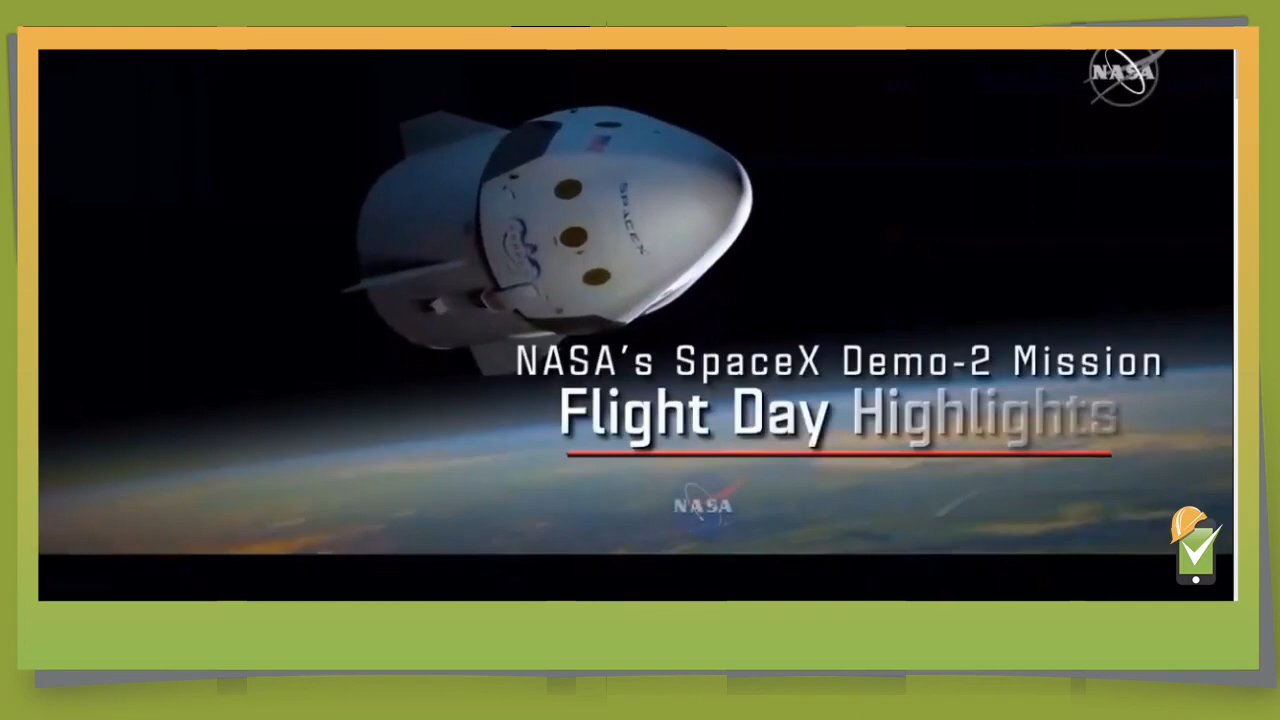 NASA
SPACEX
NASA's SpaceX Demo-2 Mission
Flight Day Highlights
NASA